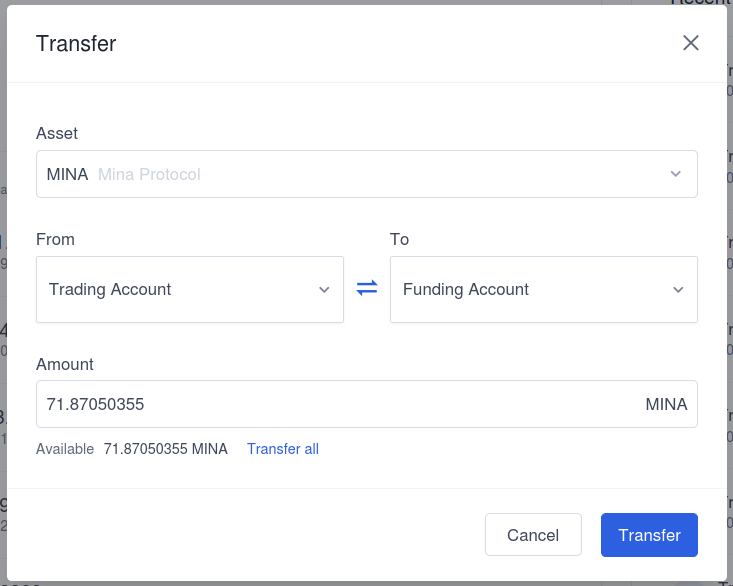 Transfer
Asset
MINA Mina Protocol
From
To
Trading Account
Funding Account
Amount
71.87050355 MINA
Available 71.87050355 MINA Transfer all
Cancel
Transfer